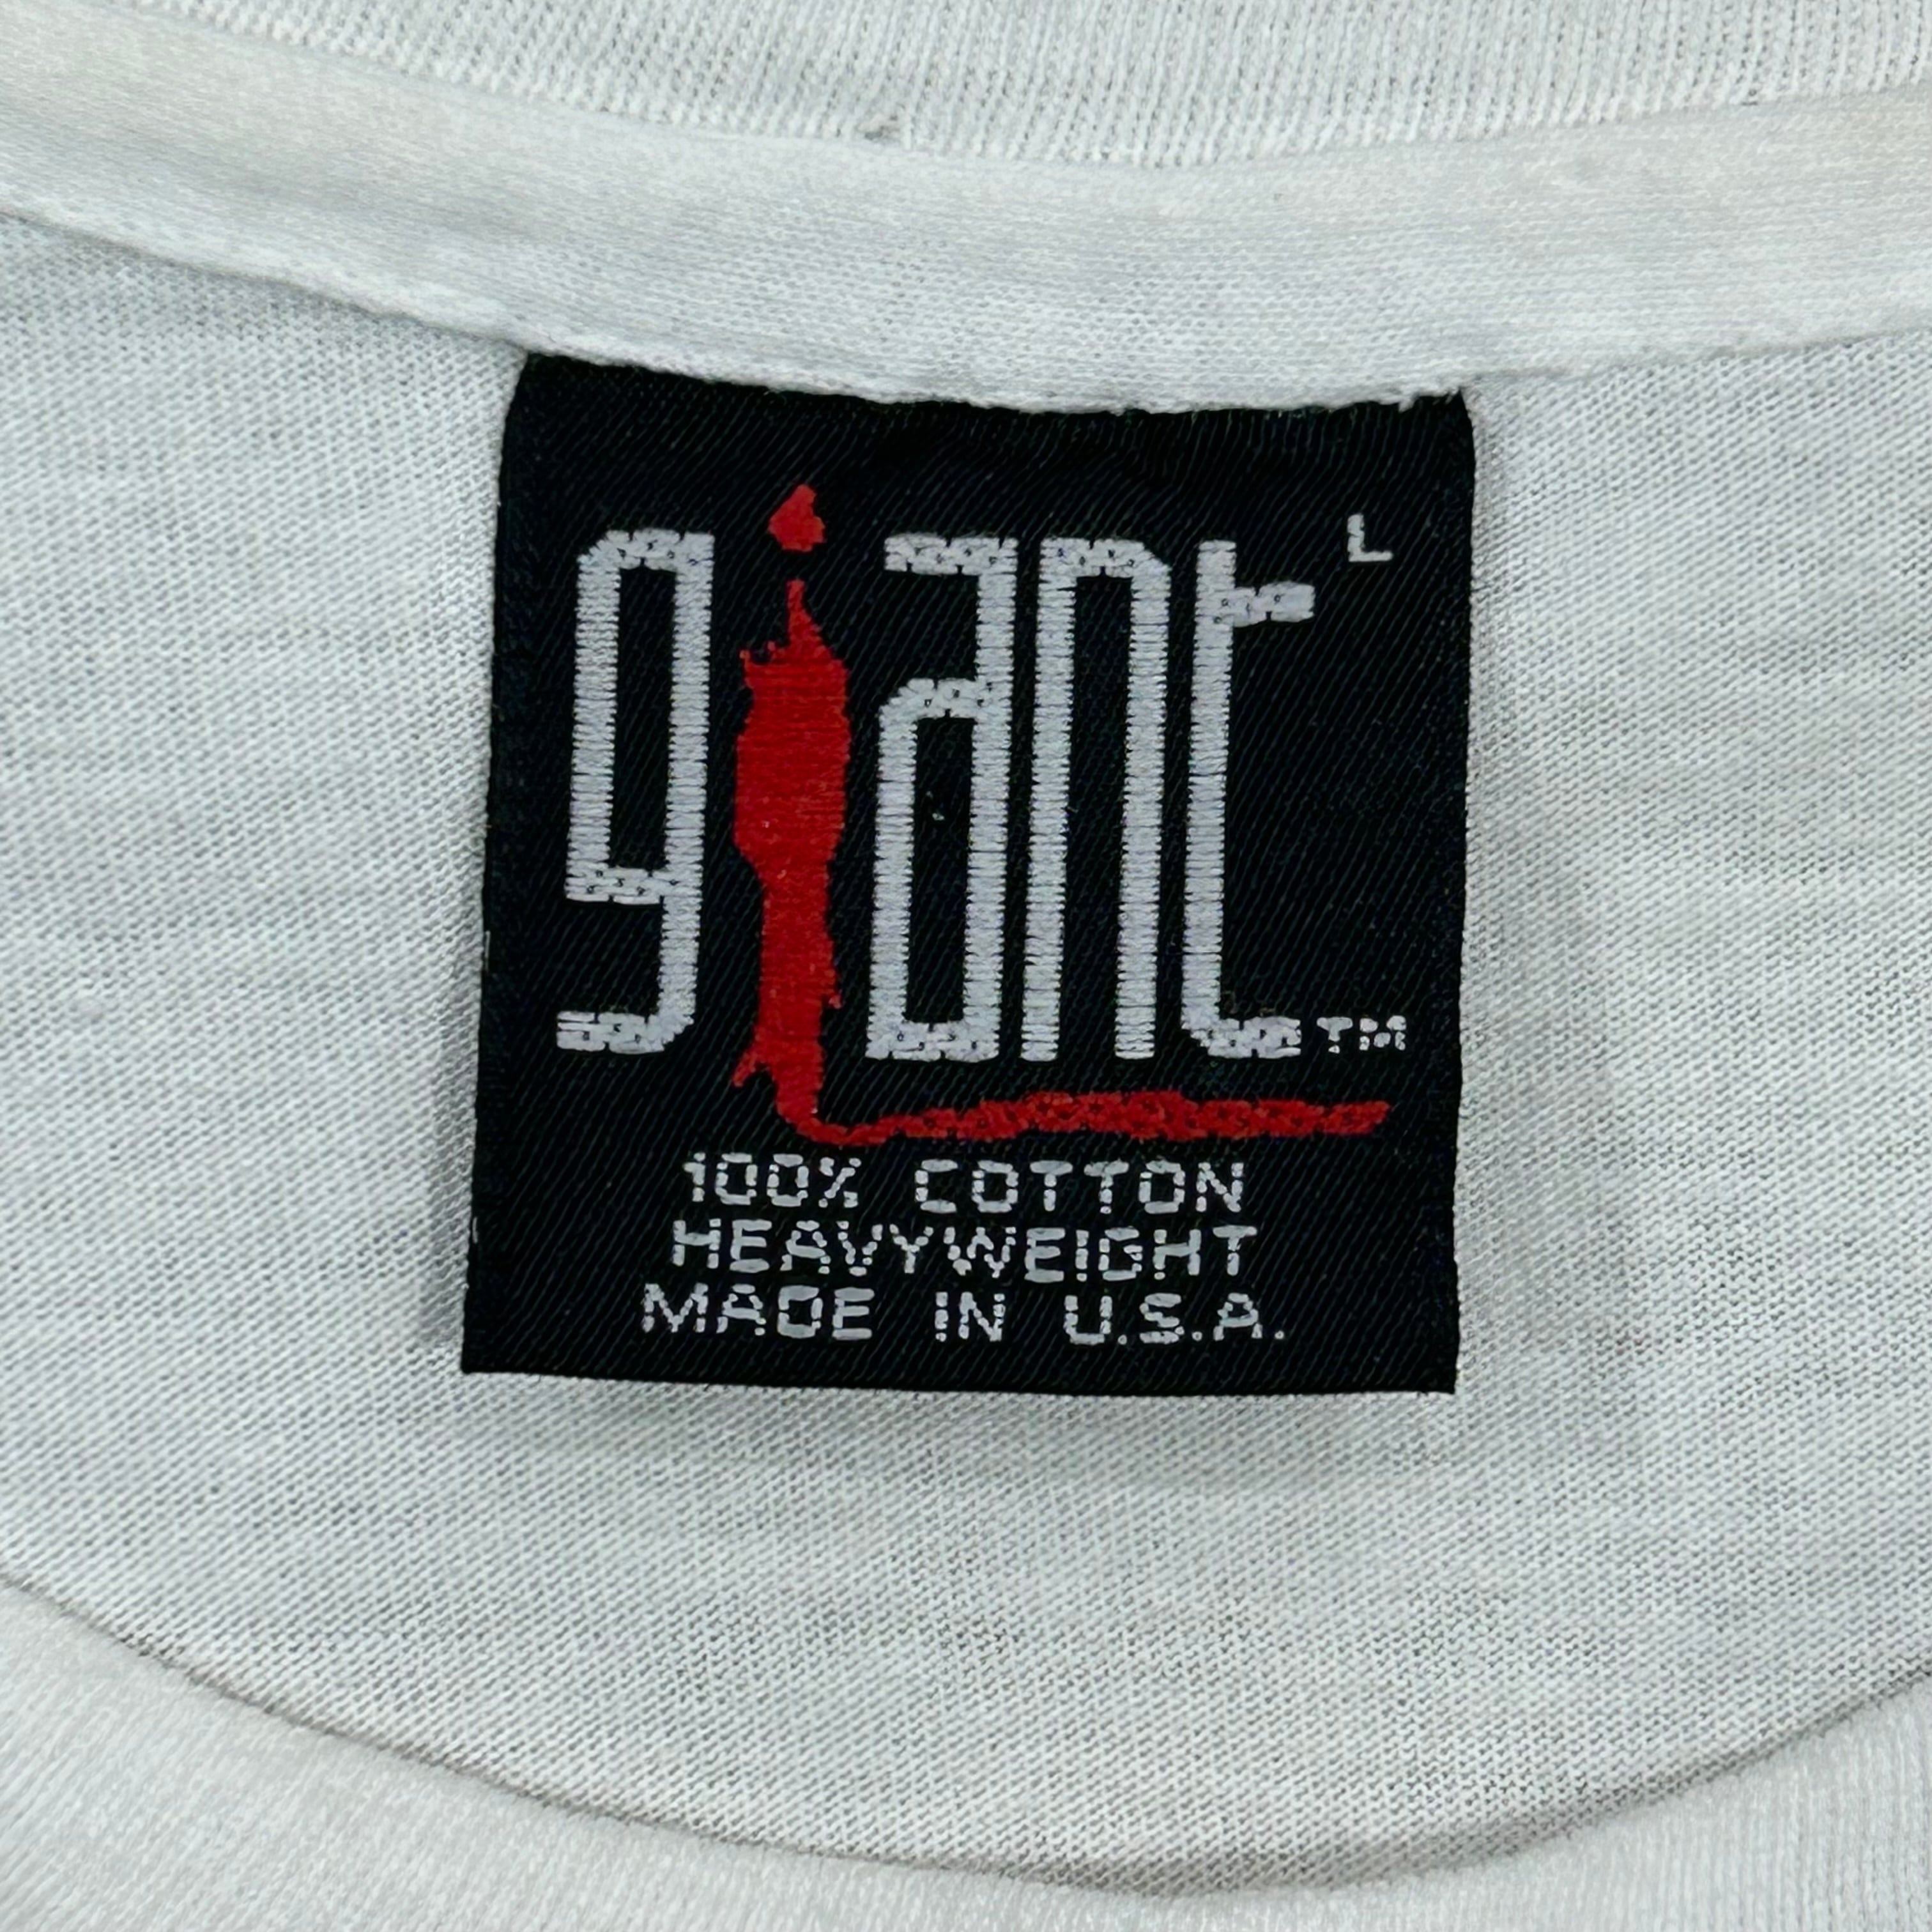 giant L
TM
100% COTTON
HEAVYWEIGHT
MADE IN U.S.A.